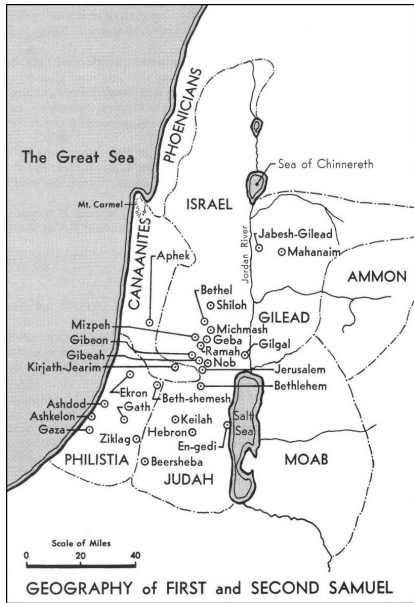 PHOENICIANS
The Great Sea
Sea of Chinnereth
Mt. Carmel
ISRAEL
CANAANITES
Jordan River
Jabesh-Gilead
Mahanaim
Aphek
AMMON
Bethel
Shiloh
GILEAD
Mizpeh
Michmash
Gibeon
Geba
Ramah
Gilgal
Gibeah
Nob
Kirjath-Jearim
Jerusalem
Bethlehem
Ekron
Beth-shemesh
Ashdod
Ashkelon
Gath
Keilah
Salt
Sea
Gaza
Ziklag
Hebron
En-gedi
PHILISTIA
Beersheba
MOAB
JUDAH
Scale of Miles
0 20 40
GEOGRAPHY of FIRST and SECOND SAMUEL